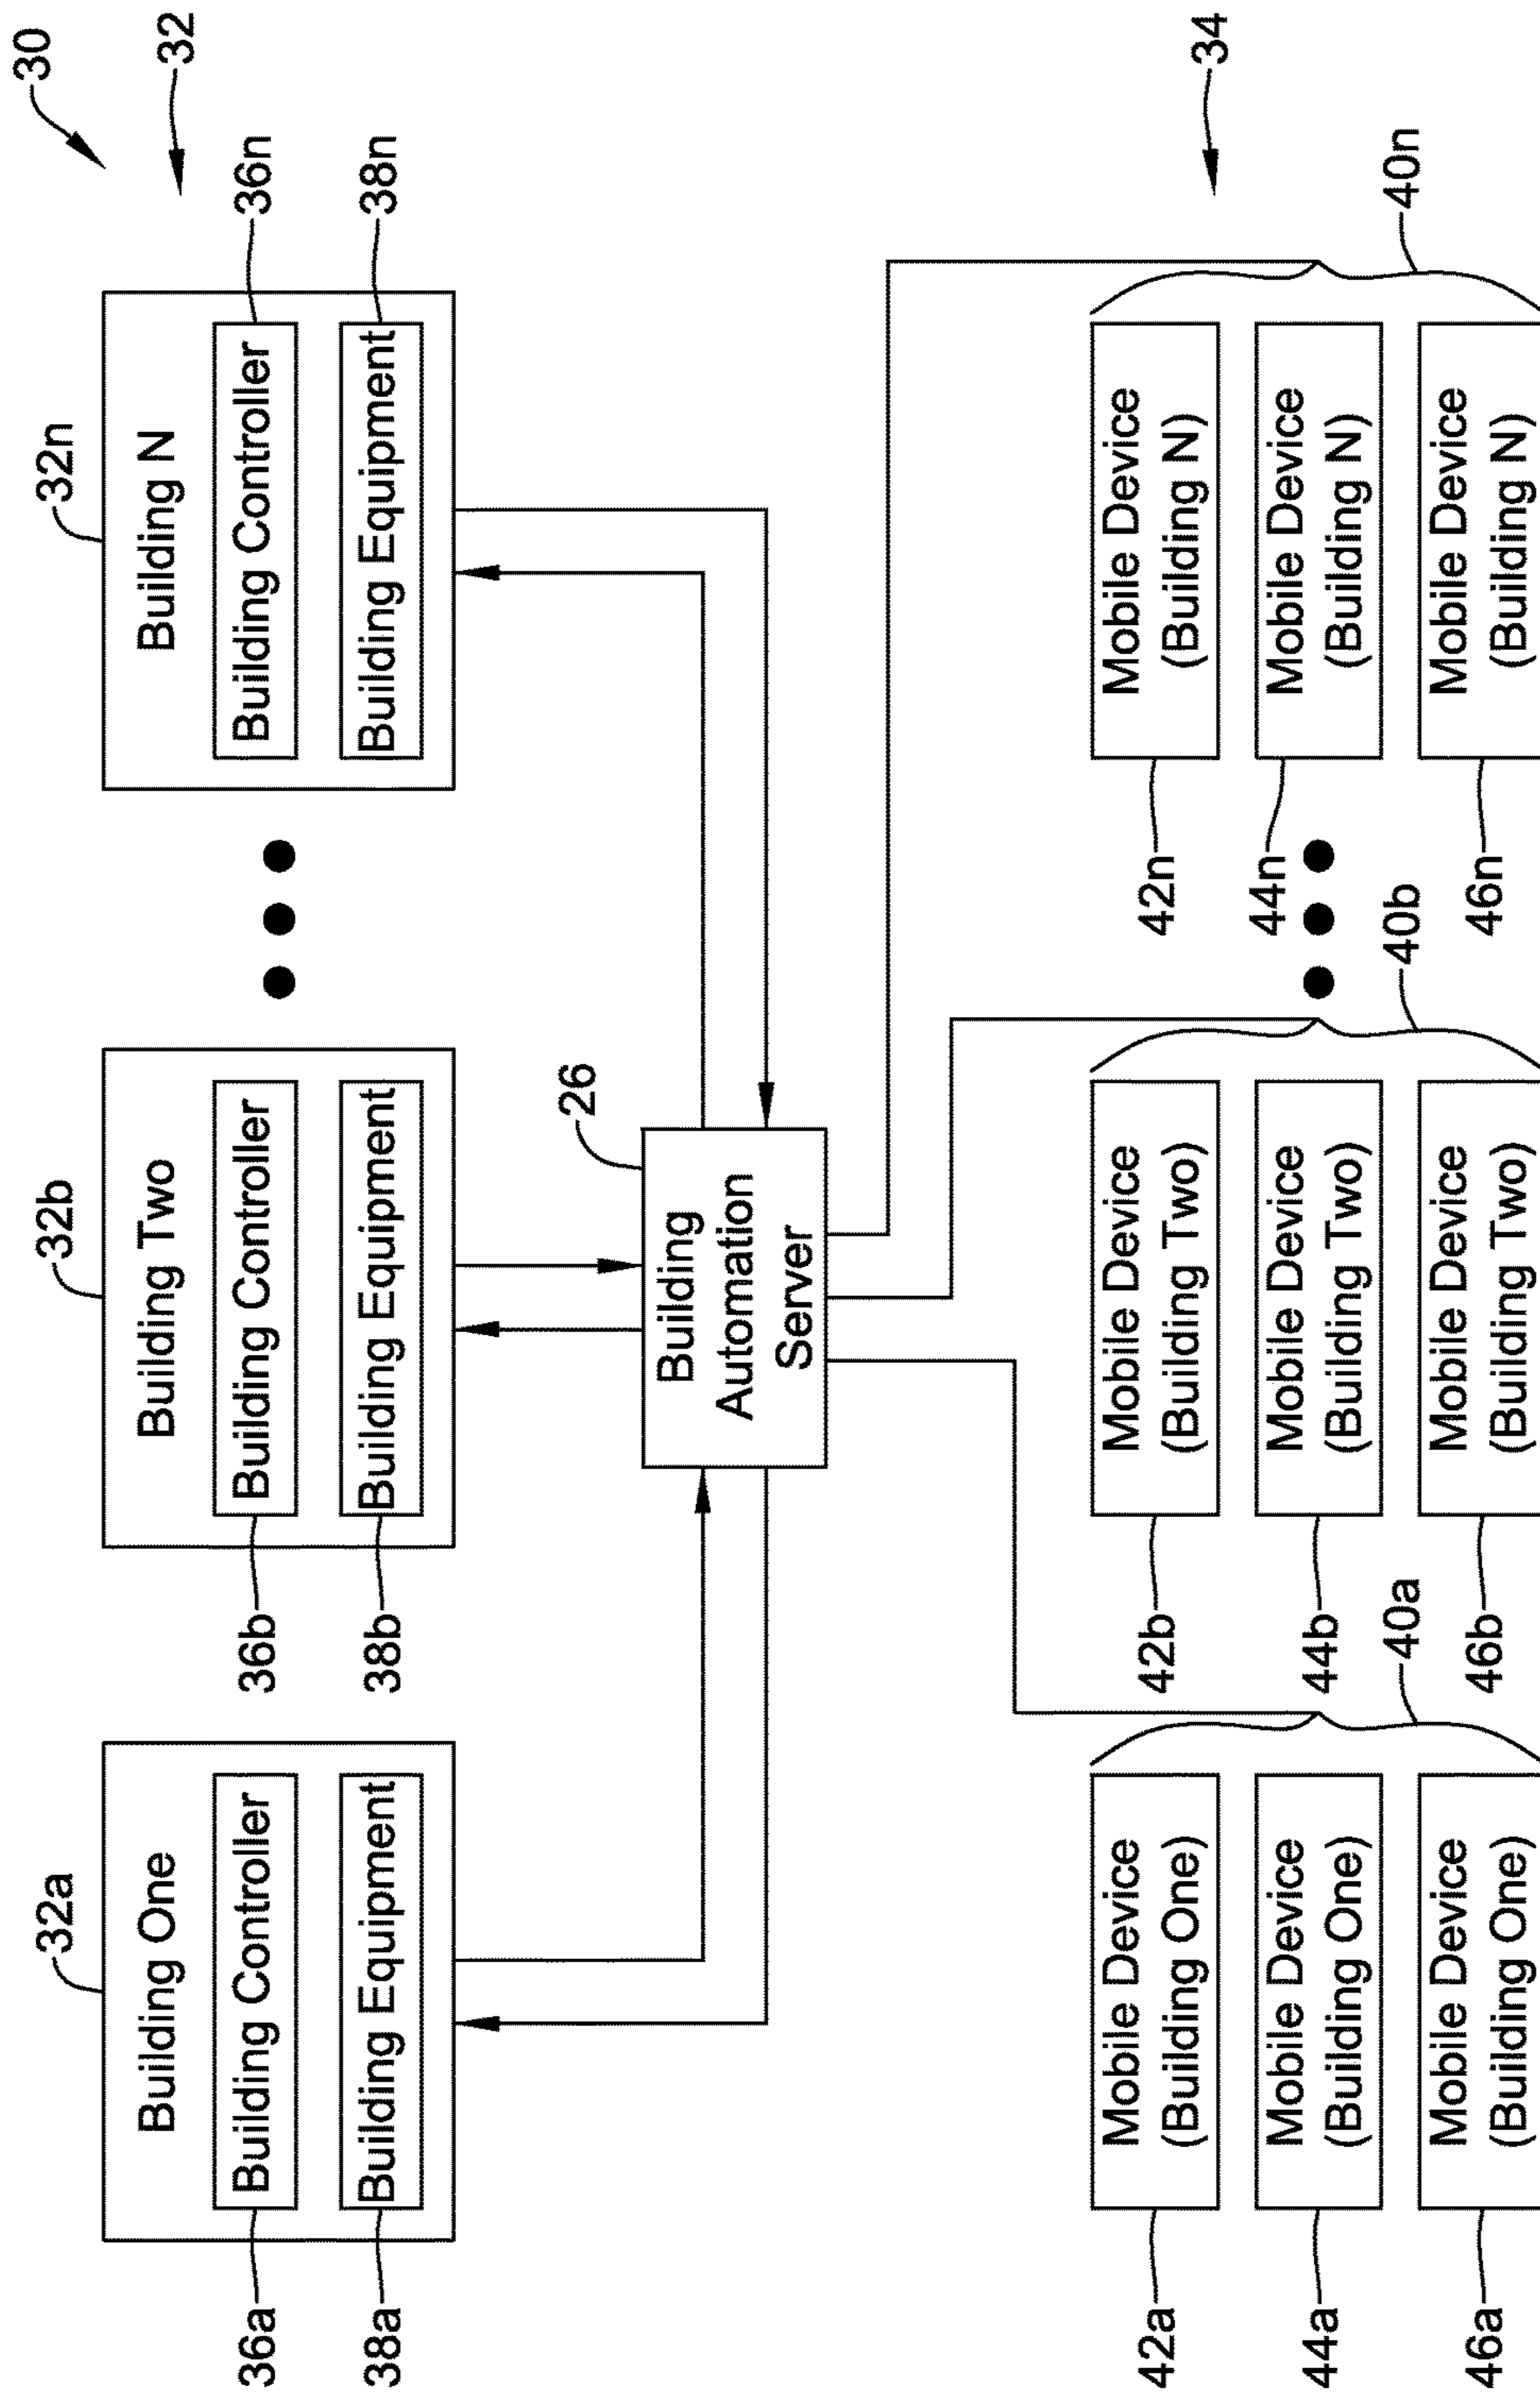 30
32
32a
32b
32n
Building One
Building Two
Building N
36a
Building Controller
36b
Building Controller
Building Controller
36n
38a
Building Equipment
38b
Building Equipment
Building Equipment
38n
26
Building
Automation
Server
34
42a
Mobile Device
(Building One)
42b
Mobile Device
(Building Two)
42n
Mobile Device
(Building N)
44a
Mobile Device
(Building One)
44b
Mobile Device
(Building Two)
44n
Mobile Device
(Building N)
40a
40b
40n
46a
Mobile Device
(Building One)
46b
Mobile Device
(Building Two)
46n
Mobile Device
(Building N)